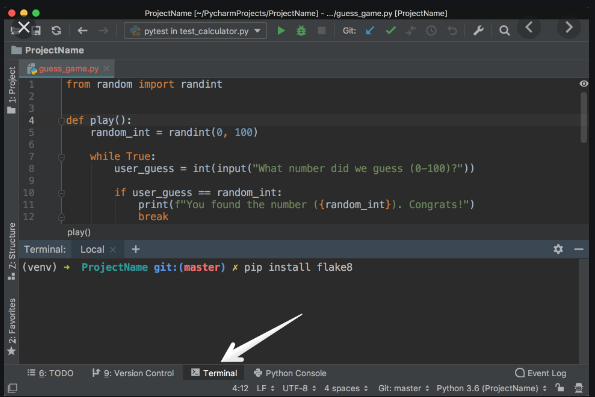 ProjectName [~/PycharmProjects/ProjectName] - .../guess_game.py [ProjectName]
pytest in test_calculator.py
Git:
ProjectName
guess_game.py
1: Project
1 from random import randint
2
3
4 def play():
5 random_int = randint(0, 100)
6
7 while True:
8 user_guess = int(input("What number did we guess (0-100)?"))
9
10 if user_guess == random_int:
11 print(f"You found the number ({random_int}). Congrats!")
12 break
play()
7: Structure
2: Favorites
Terminal: Local +
(venv) ➜ ProjectName git:(master) ✗ pip install flake8
6: TODO 9: Version Control Terminal Python Console Event Log
4:12 LF UTF-8 4 spaces Git: master Python 3.6 (ProjectName)